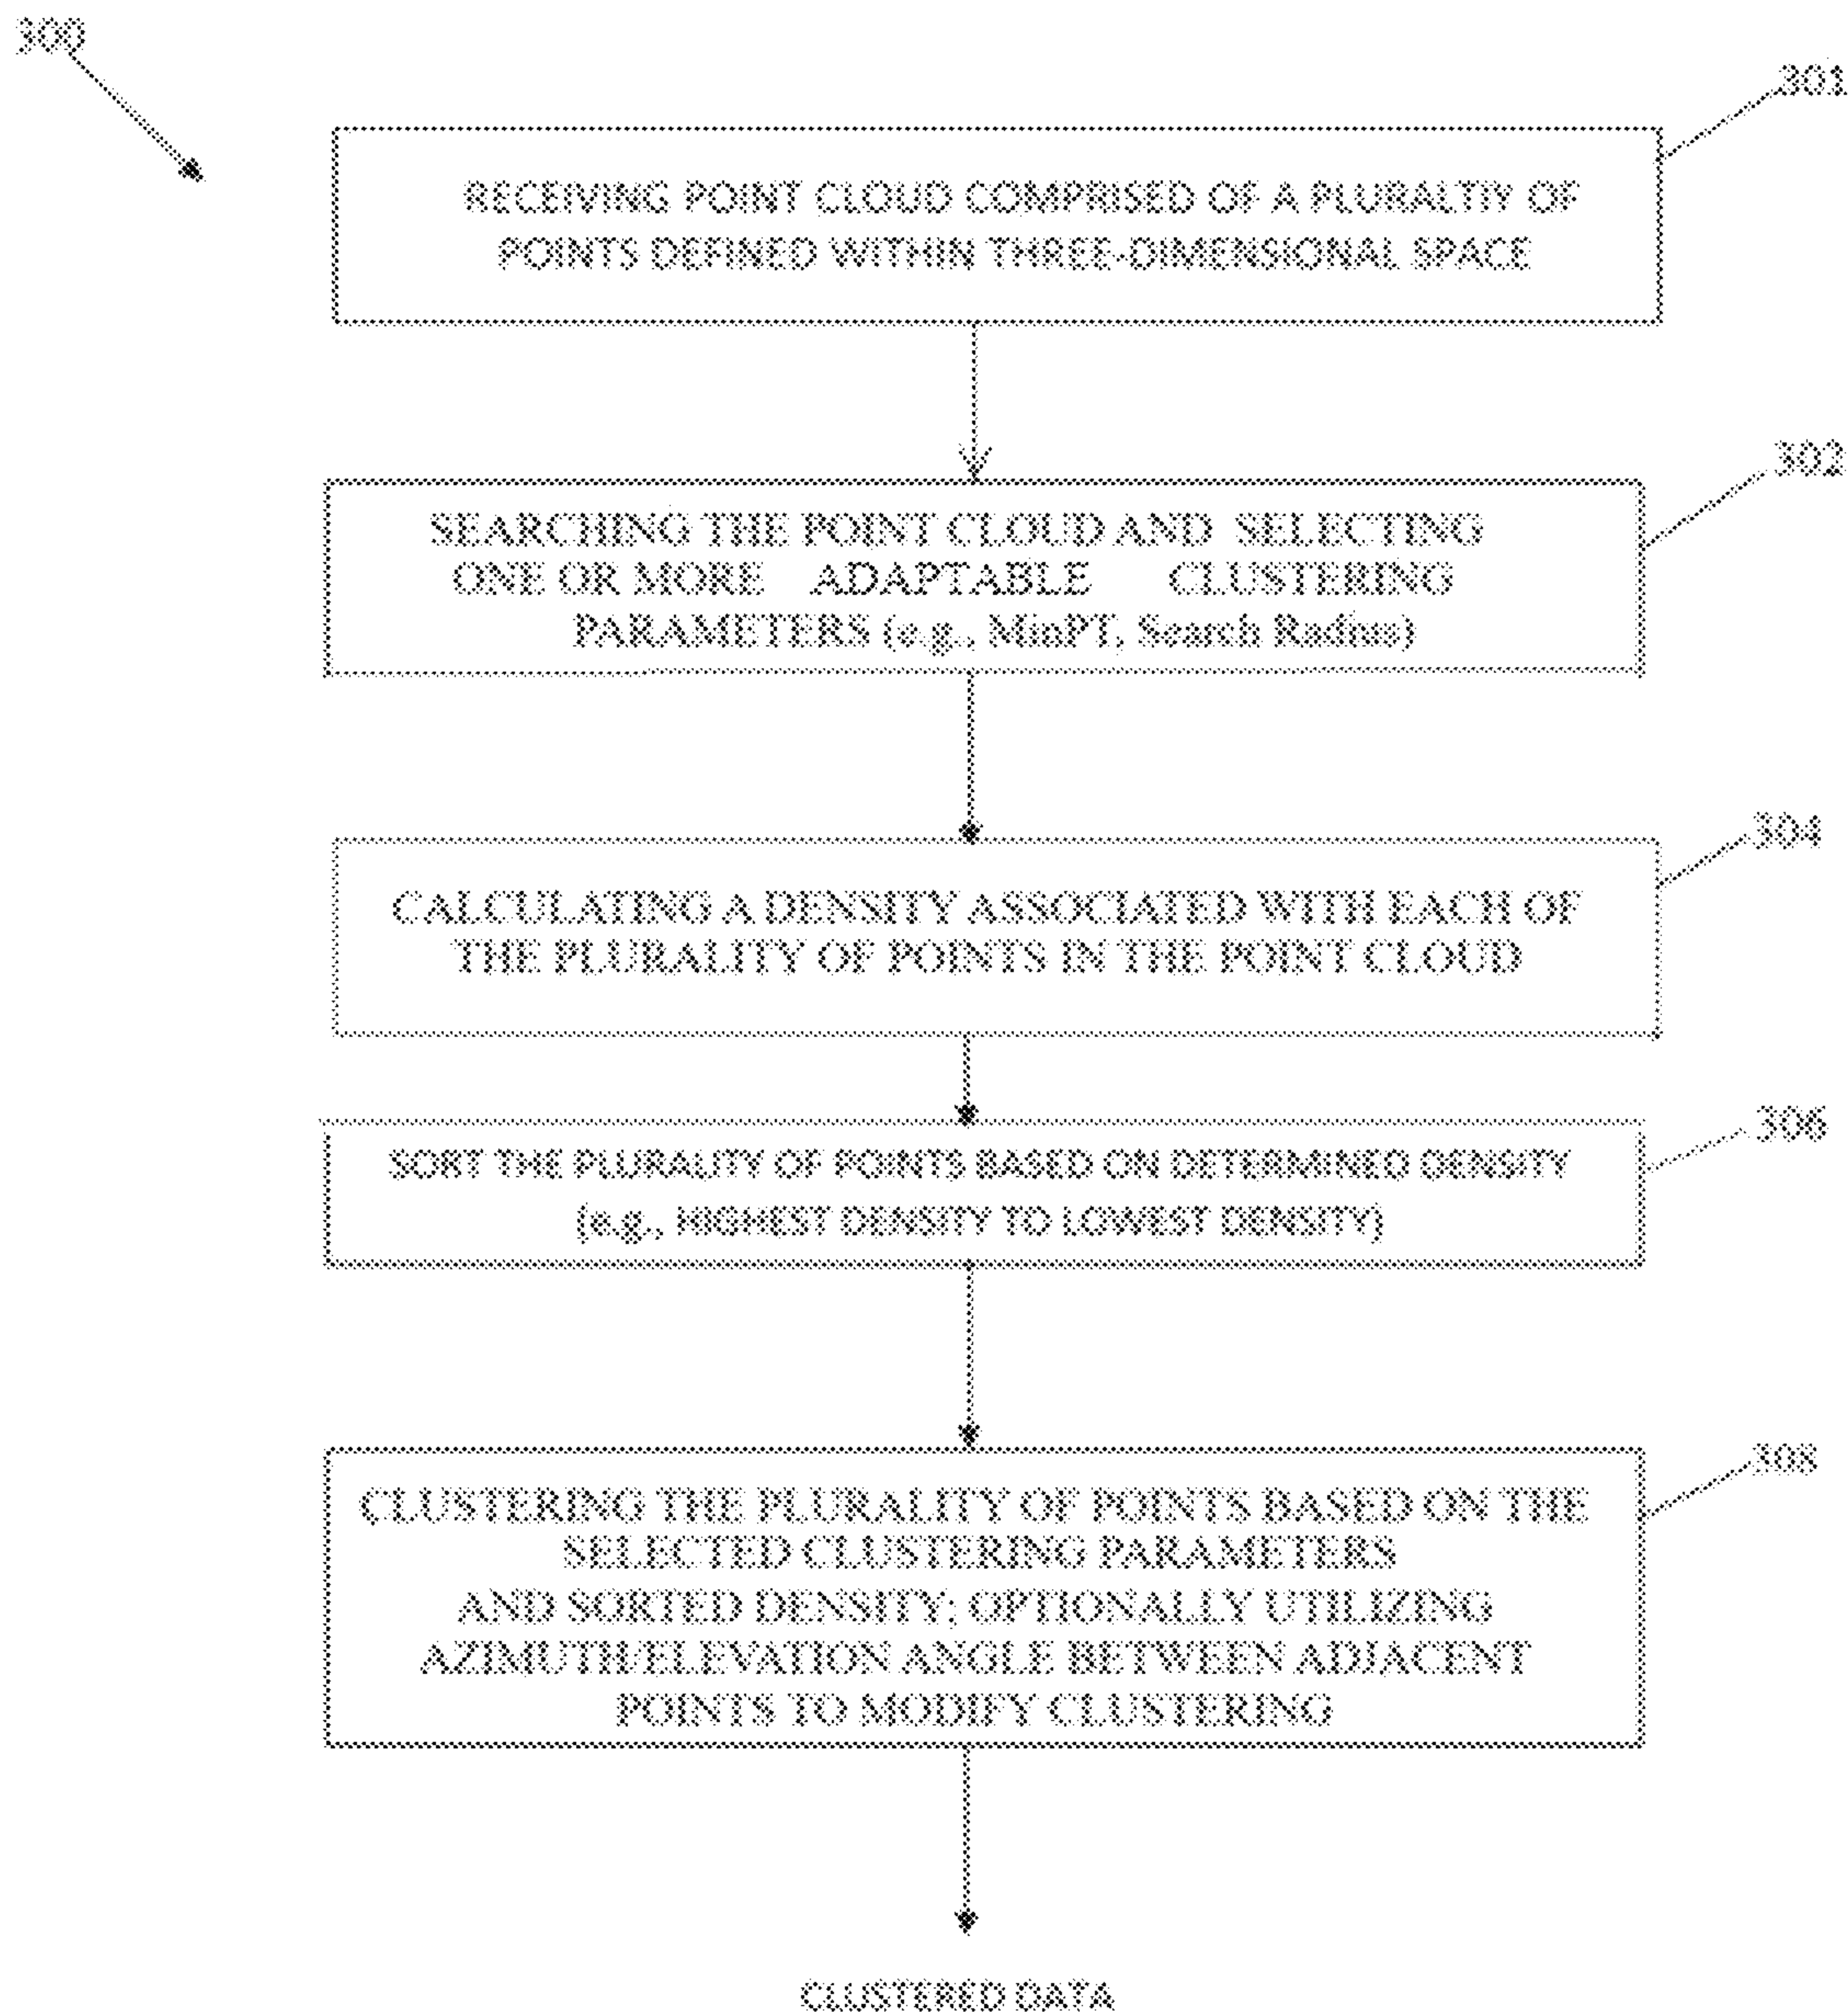 300
301
RECEIVING POINT CLOUD COMPRISED OF A PLURALTIY OF
POINTS DEFINED WITHIN THREE-DIMENSIONAL SPACE
302
SEARCHING THE POINT CLOUD AND SELECTING
ONE OR MORE ADAPTABLE CLUSTERING
PARAMETERS (e.g., MinPT, Search Radius)
304
CALCULATING A DENSITY ASSOCIATED WITH EACH OF
THE PLURALITY OF POINTS IN THE POINT CLOUD
306
SORT THE PLURALITY OF POINTS BASED ON DETERMINED DENSITY
(e.g., HIGHEST DENSITY TO LOWEST DENSITY)
308
CLUSTERING THE PLURALITY OF POINTS BASED ON THE
SELECTED CLUSTERING PARAMETERS
AND SORTED DENSITY; OPTIONALLY UTILIZING
AZIMUTH/ELEVATION ANGLE BETWEEN ADJACENT
POINTS TO MODIFY CLUSTERING
CLUSTERED DATA